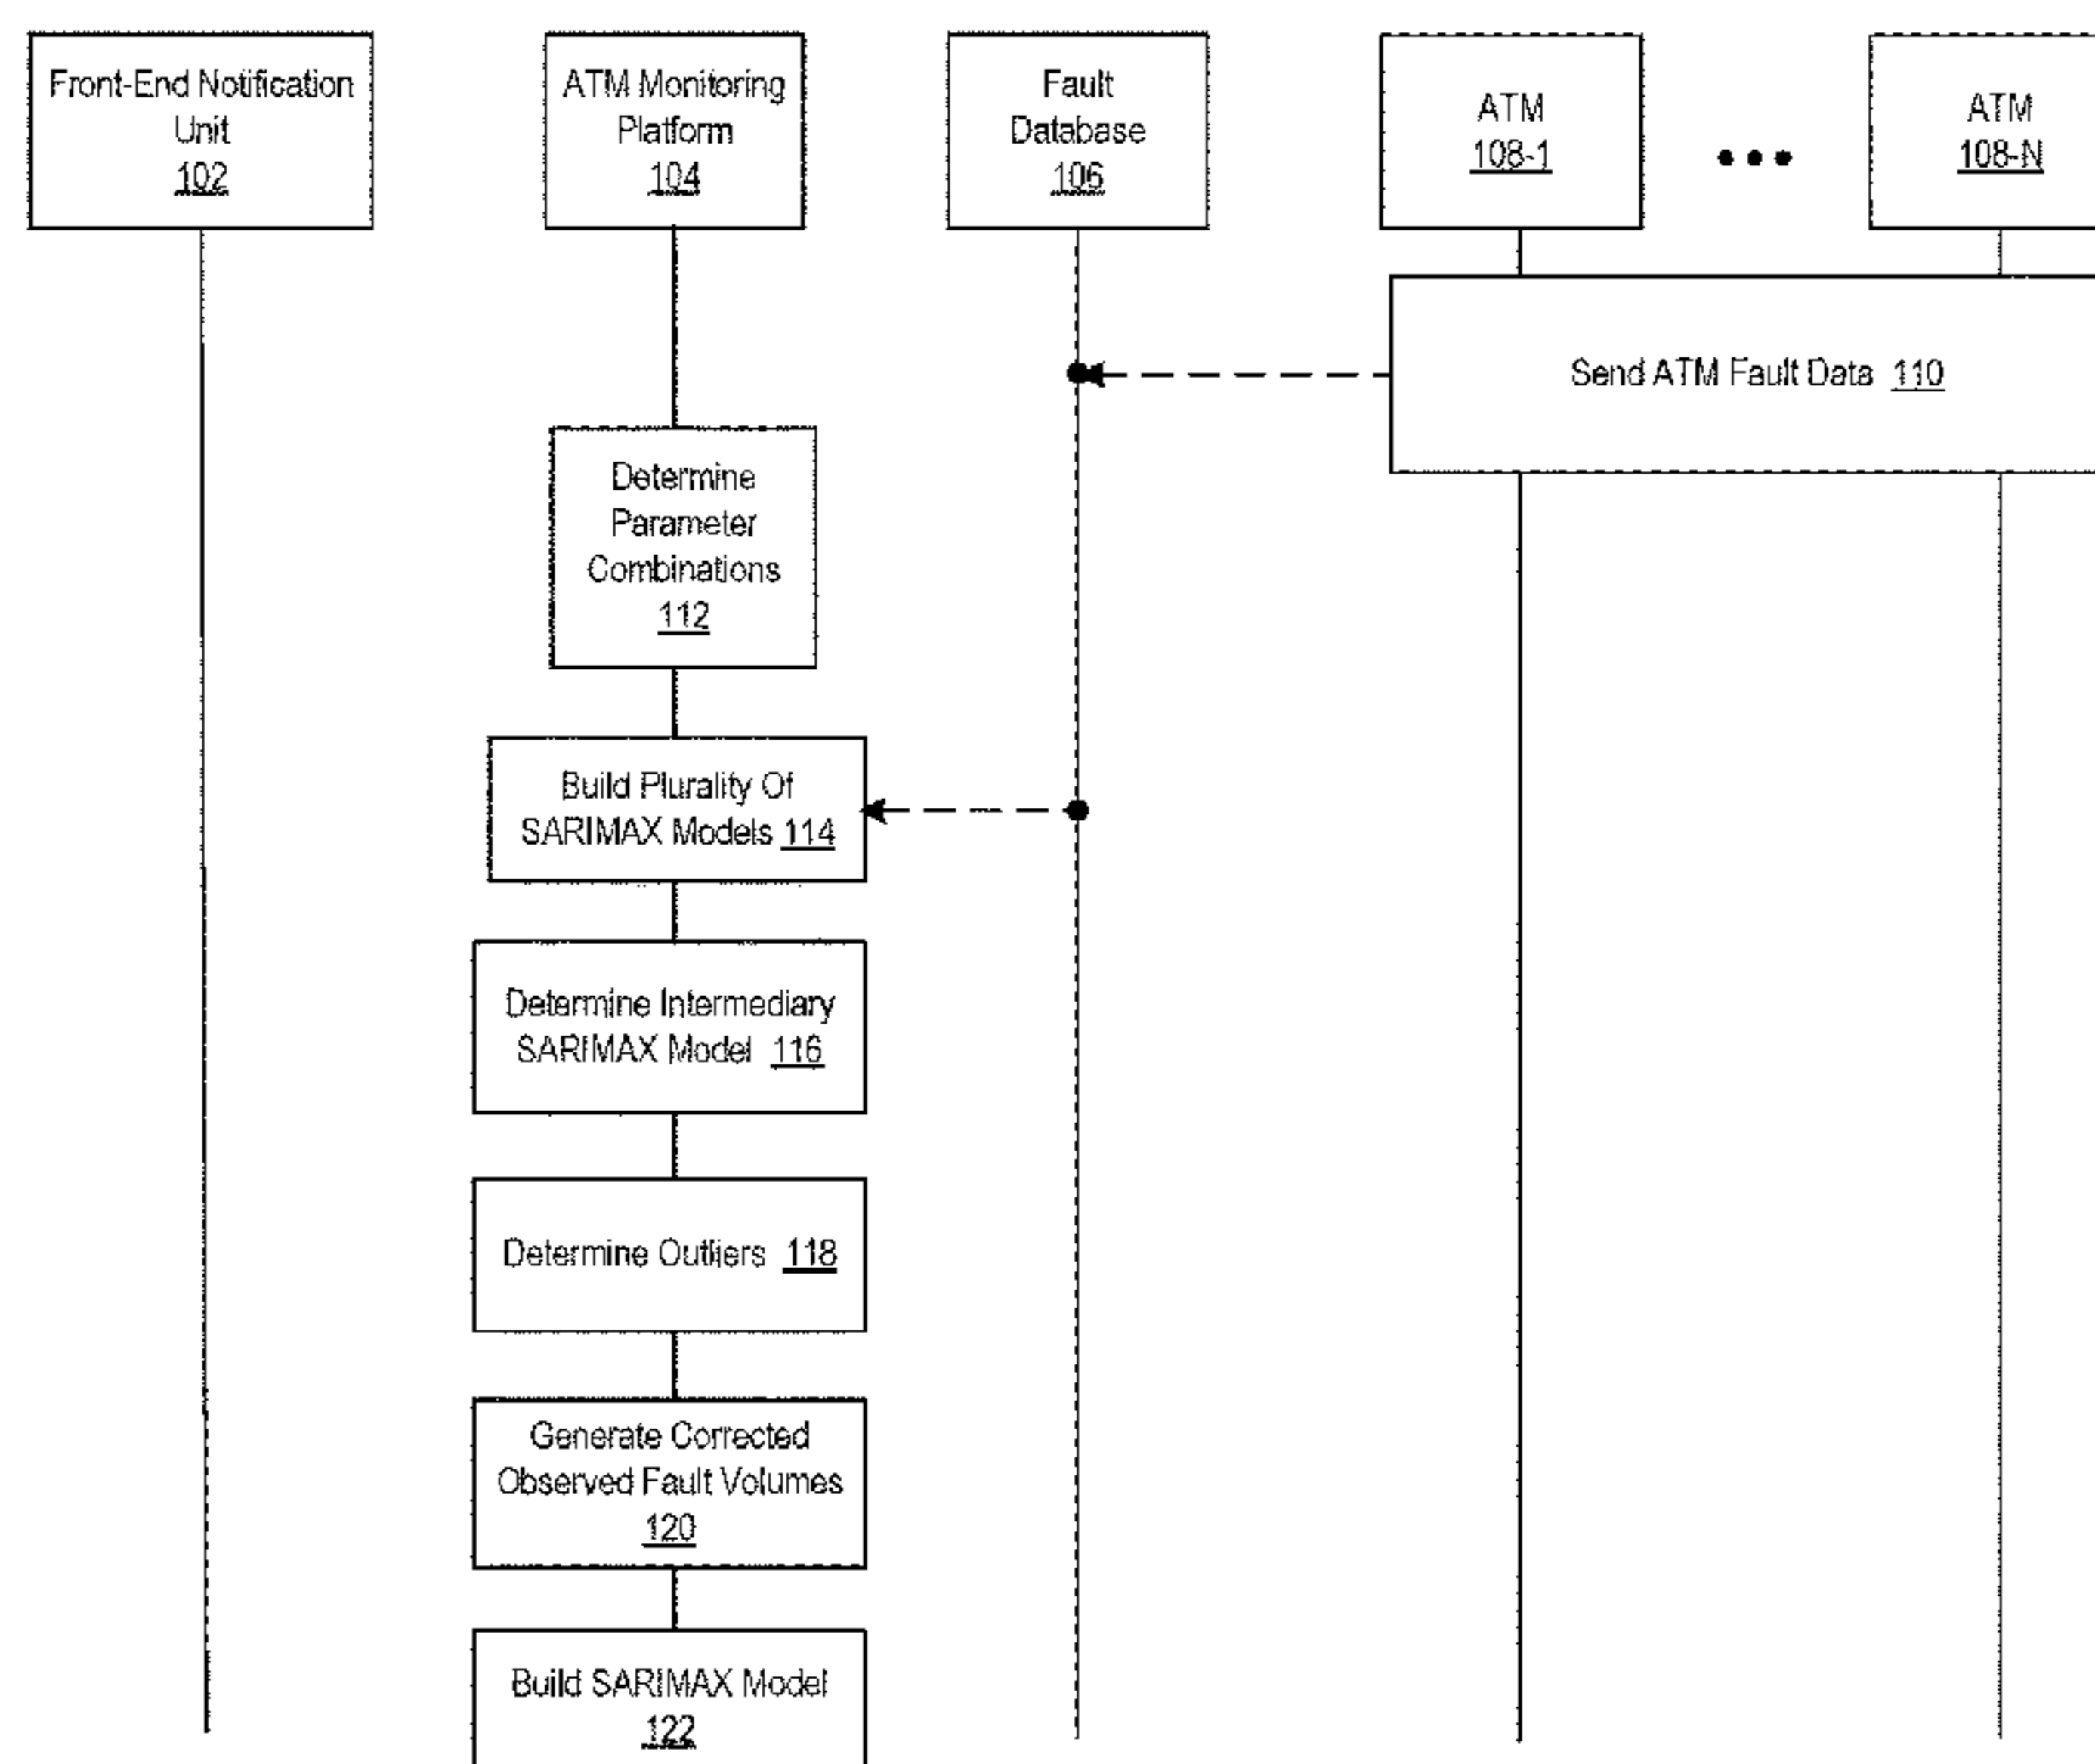 Front-End Notification
Unit
102
ATM Monitoring
Platform
104
Fault
Database
106
ATM
108-1
ATM
108-N
Send ATM Fault Data 110
Determine
Parameter
Combinations
112
Build Plurality Of
SARIMAX Models 114
Determine Intermediary
SARIMAX Model 116
Determine Outliers 118
Generate Corrected
Observed Fault Volumes
120
Build SARIMAX Model
122